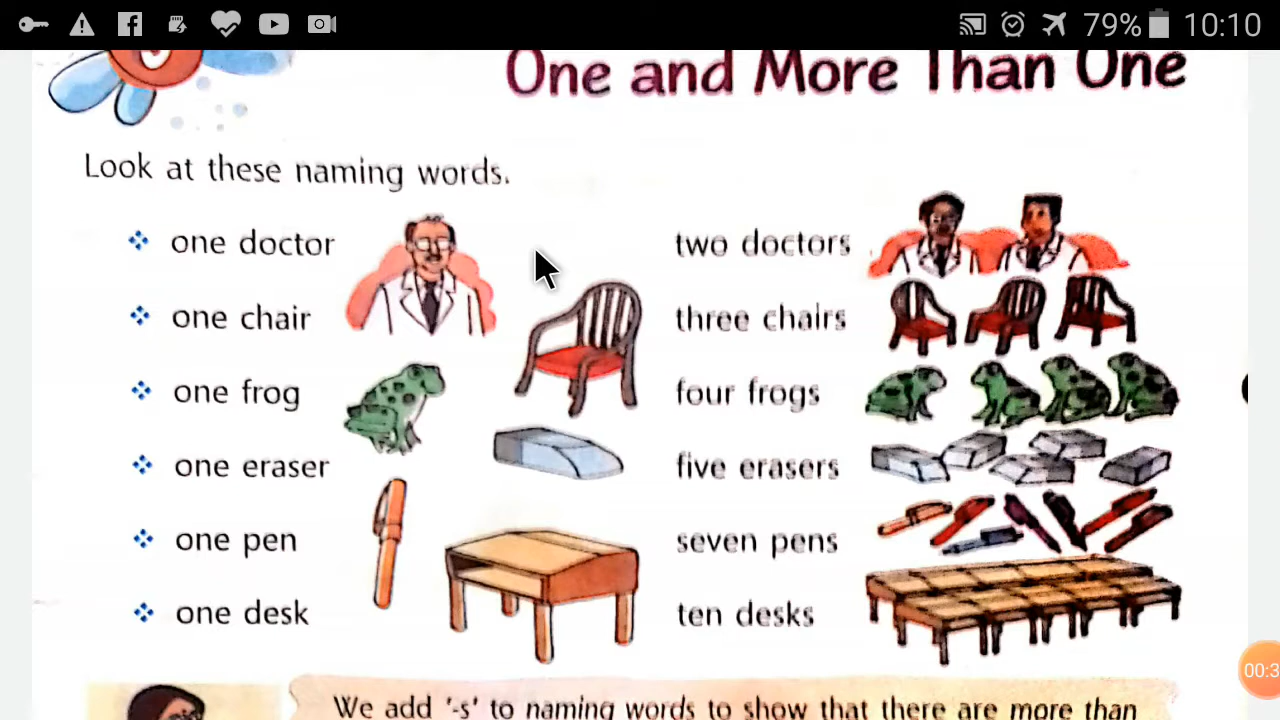 79% 10:10
One and More Than One
Look at these naming words.
one doctor two doctors
one chair three chairs
one frog four frogs
one eraser five erasers
one pen seven pens
one desk ten desks
00:3
We add '-s' to naming words to show that there are more than